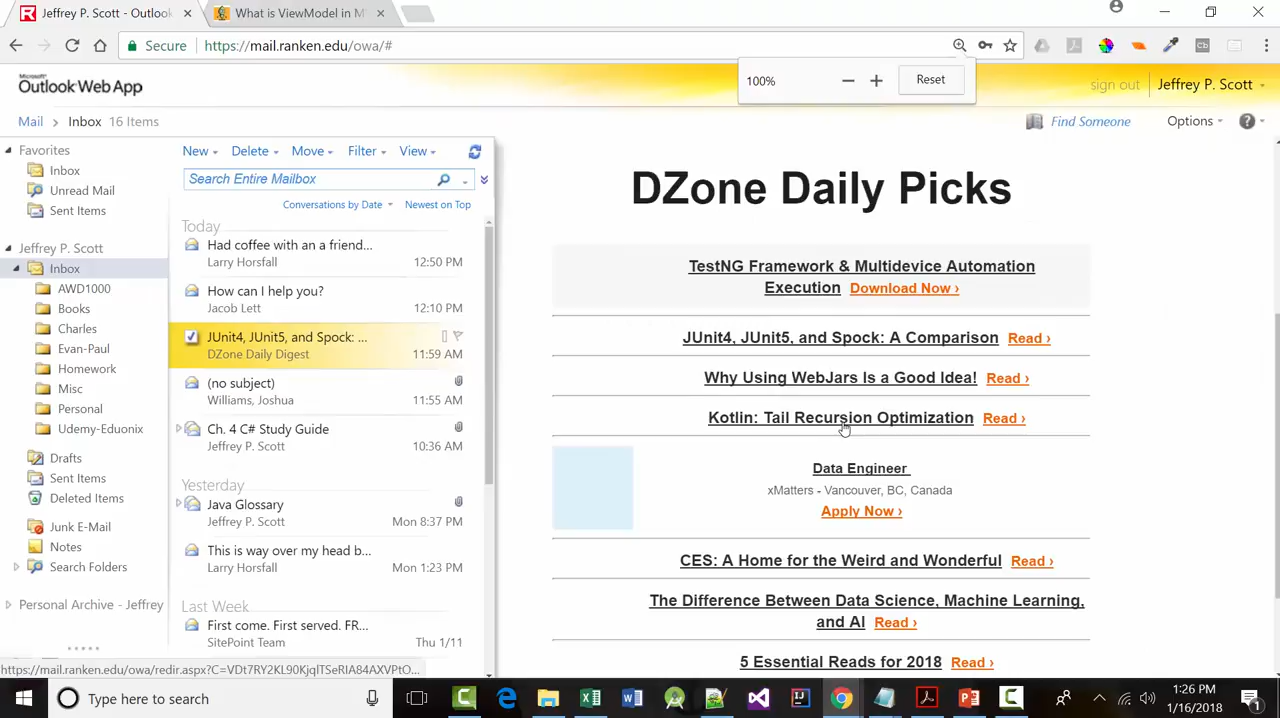 Jeffrey P. Scott - Outlook
What is ViewModel in M
Secure
https://mail.ranken.edu/owa/#
100%
Reset
Microsoft
Outlook Web App
sign out
Jeffrey P. Scott
Mail > Inbox 16 Items
Find Someone
Options
Favorites
Inbox
Unread Mail
Sent Items
Jeffrey P. Scott
Inbox
AWD1000
Books
Charles
Evan-Paul
Homework
Misc
Personal
Udemy-Eduonix
Drafts
Sent Items
Deleted Items
Junk E-Mail
Notes
Search Folders
Personal Archive - Jeffrey
New Delete Move Filter View
Search Entire Mailbox
Conversations by Date Newest on Top
Today
Had coffee with an a friend...
Larry Horsfall 12:50 PM
How can I help you?
Jacob Lett 12:10 PM
JUnit4, JUnit5, and Spock: ...
DZone Daily Digest 11:59 AM
(no subject)
Williams, Joshua 11:55 AM
Ch. 4 C# Study Guide
Jeffrey P. Scott 10:36 AM
Yesterday
Java Glossary
Jeffrey P. Scott Mon 8:37 PM
This is way over my head b...
Larry Horsfall Mon 1:23 PM
Last Week
First come. First served. FR...
SitePoint Team Thu 1/11
DZone Daily Picks
TestNG Framework & Multidevice Automation
Execution Download Now ›
JUnit4, JUnit5, and Spock: A Comparison Read ›
Why Using WebJars Is a Good Idea! Read ›
Kotlin: Tail Recursion Optimization Read ›
Data Engineer
xMatters - Vancouver, BC, Canada
Apply Now ›
CES: A Home for the Weird and Wonderful Read ›
The Difference Between Data Science, Machine Learning,
and AI Read ›
5 Essential Reads for 2018 Read ›
Type here to search
1:26 PM
1/16/2018